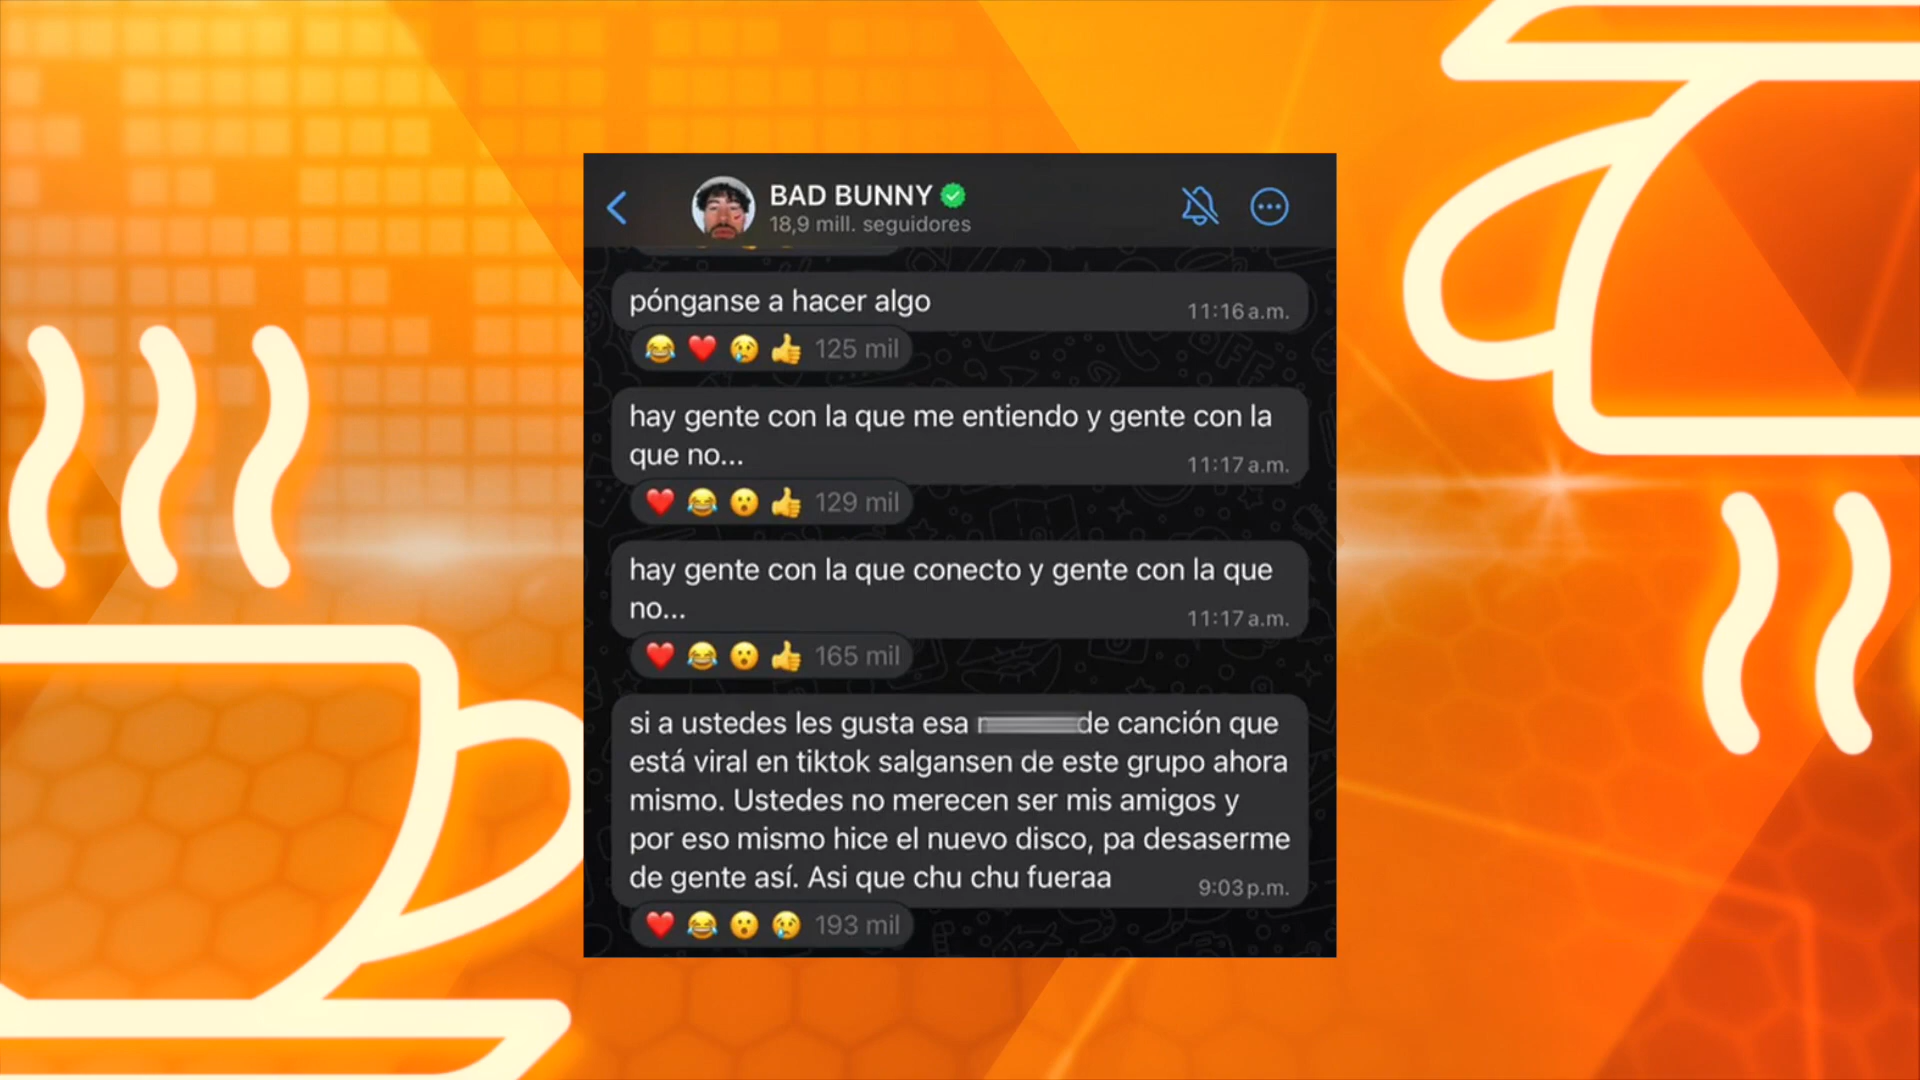 BAD BUNNY
18,9 mill. seguidores
pónganse a hacer algo
11:16 a.m.
125 mil
hay gente con la que me entiendo y gente con la
que no...
11:17 a.m.
129 mil
hay gente con la que conecto y gente con la que
no...
11:17 a.m.
165 mil
si a ustedes les gusta esa de canción que
está viral en tiktok salgansen de este grupo ahora
mismo. Ustedes no merecen ser mis amigos y
por eso mismo hice el nuevo disco, pa desaserme
de gente así. Asi que chu chu fueraa
9:03 p.m.
193 mil